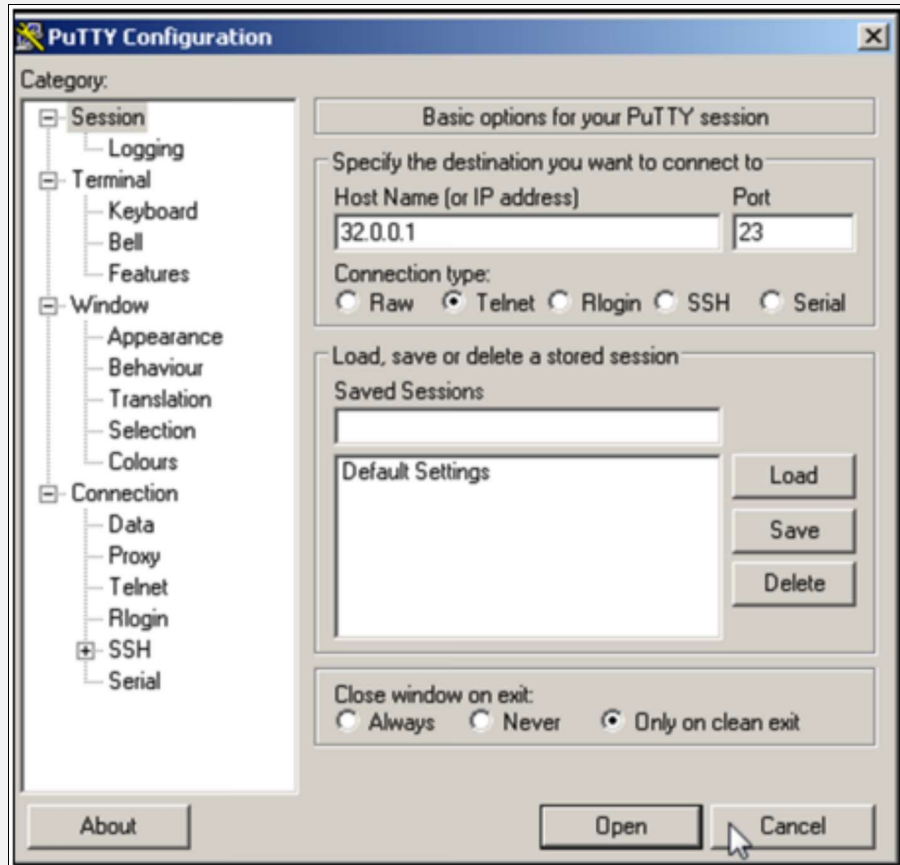 PuTTY Configuration
Category:
Session
Logging
Terminal
Keyboard
Bell
Features
Window
Appearance
Behaviour
Translation
Selection
Colours
Connection
Data
Proxy
Telnet
Rlogin
SSH
Serial
Basic options for your PuTTY session
Specify the destination you want to connect to
Host Name (or IP address) Port
32.0.0.1 23
Connection type:
Raw Telnet Rlogin SSH Serial
Load, save or delete a stored session
Saved Sessions
Default Settings
Load
Save
Delete
Close window on exit:
Always Never Only on clean exit
About Open Cancel